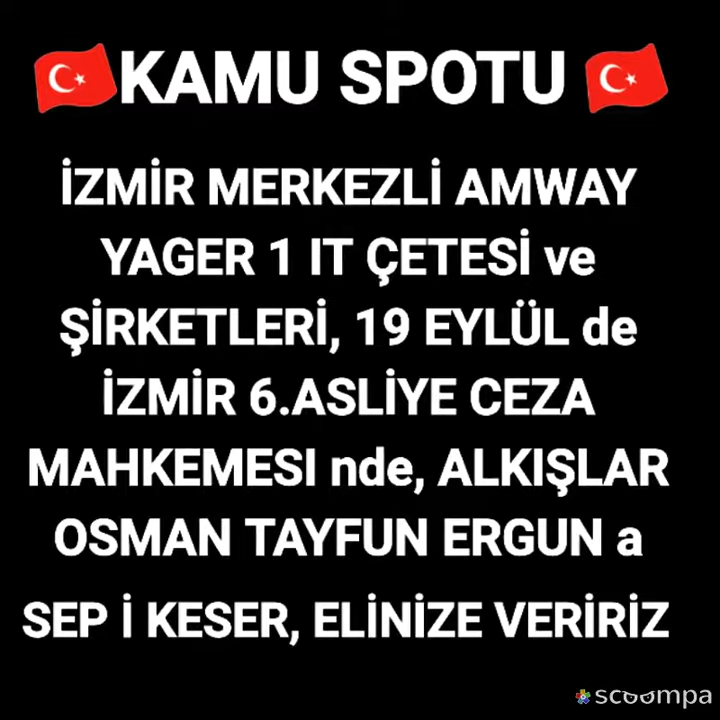 KAMU SPOTU
İZMİR MERKEZLİ AMWAY
YAGER 1 IT ÇETESİ ve
ŞİRKETLERİ, 19 EYLÜL de
İZMİR 6.ASLİYE CEZA
MAHKEMESI nde, ALKIŞLAR
OSMAN TAYFUN ERGUN a
SEP İ KESER, ELİNİZE VERİRİZ
scoompa